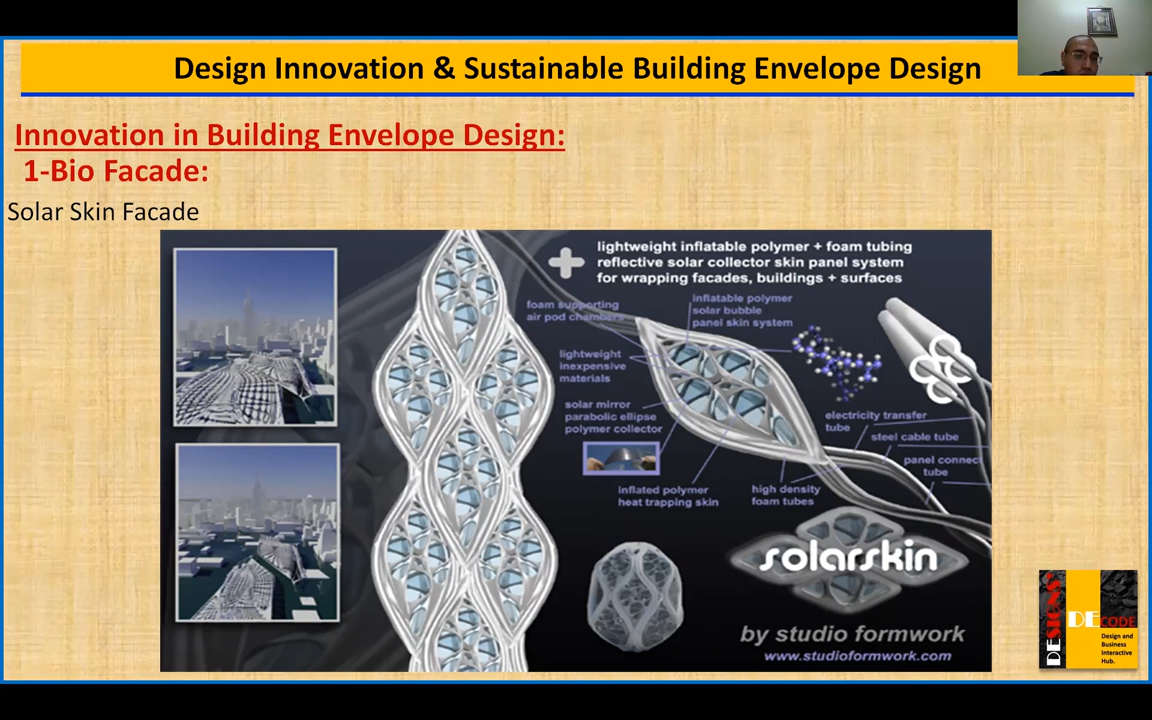 Design Innovation & Sustainable Building Envelope Design
Innovation in Building Envelope Design:
1-Bio Facade:
Solar Skin Facade
lightweight inflatable polymer + foam tubing
reflective solar collector skin panel system
for wrapping facades, buildings + surfaces
foam supporting
air pod chambers
inflatable polymer
solar bubble
panel skin system
lightweight
inexpensive
materials
solar mirror
parabolic ellipse
polymer collector
electricity transfer
tube
steel cable tube
panel connect
tube
inflated polymer
heat trapping skin
high density
foam tubes
solarskin
by studio formwork
www.studioformwork.com
DESIGNS
DECODE
Design and
Business
Interactive
Hub.